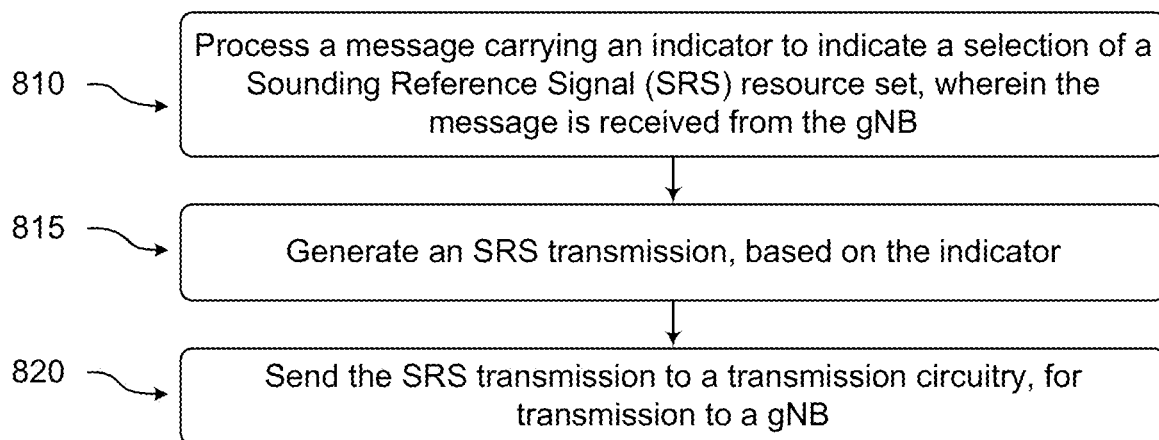 810
Process a message carrying an indicator to indicate a selection of a
Sounding Reference Signal (SRS) resource set, wherein the
message is received from the gNB
815
Generate an SRS transmission, based on the indicator
820
Send the SRS transmission to a transmission circuitry, for
transmission to a gNB